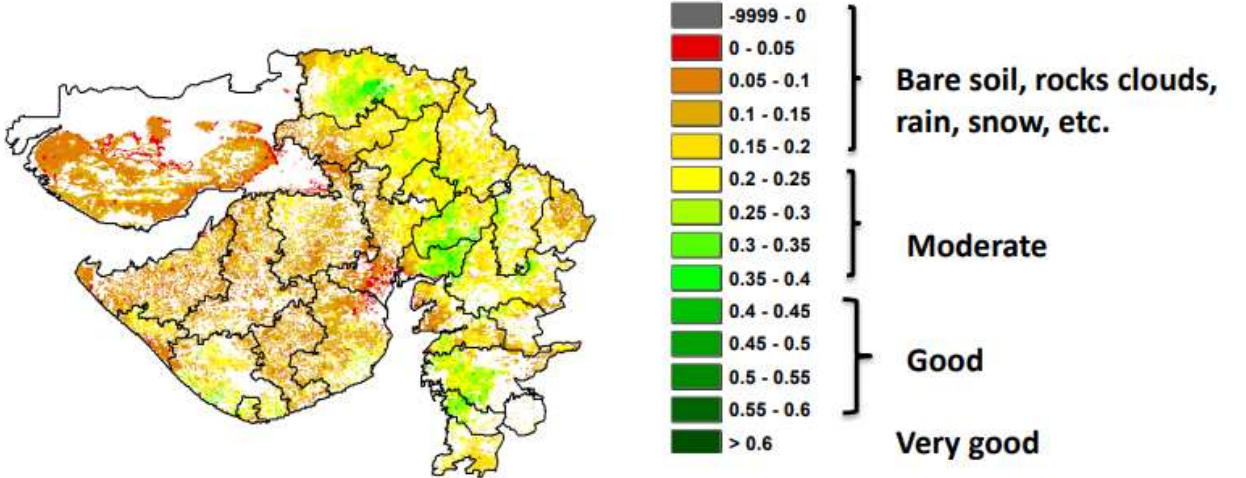 -9999 - 0
0 - 0.05
0.05 - 0.1
0.1 - 0.15
0.15 - 0.2
0.2 - 0.25
0.25 - 0.3
0.3 - 0.35
0.35 - 0.4
0.4 - 0.45
0.45 - 0.5
0.5 - 0.55
0.55 - 0.6
> 0.6
Bare soil, rocks clouds,
rain, snow, etc.
Moderate
Good
Very good